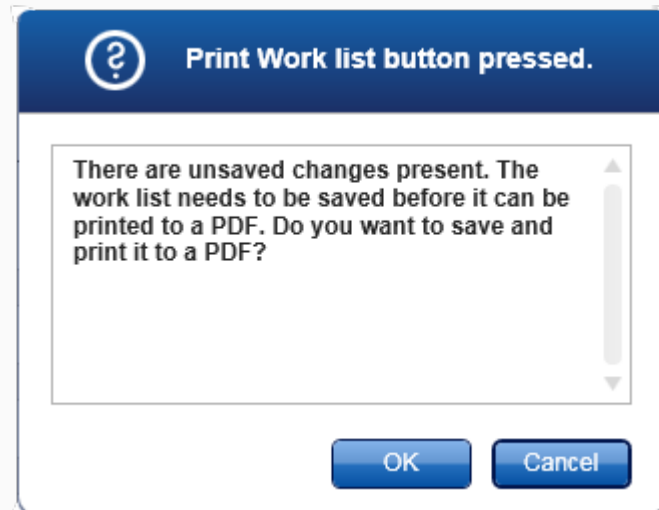 Print Work list button pressed.
There are unsaved changes present. The
work list needs to be saved before it can be
printed to a PDF. Do you want to save and
print it to a PDF?
OK
Cancel